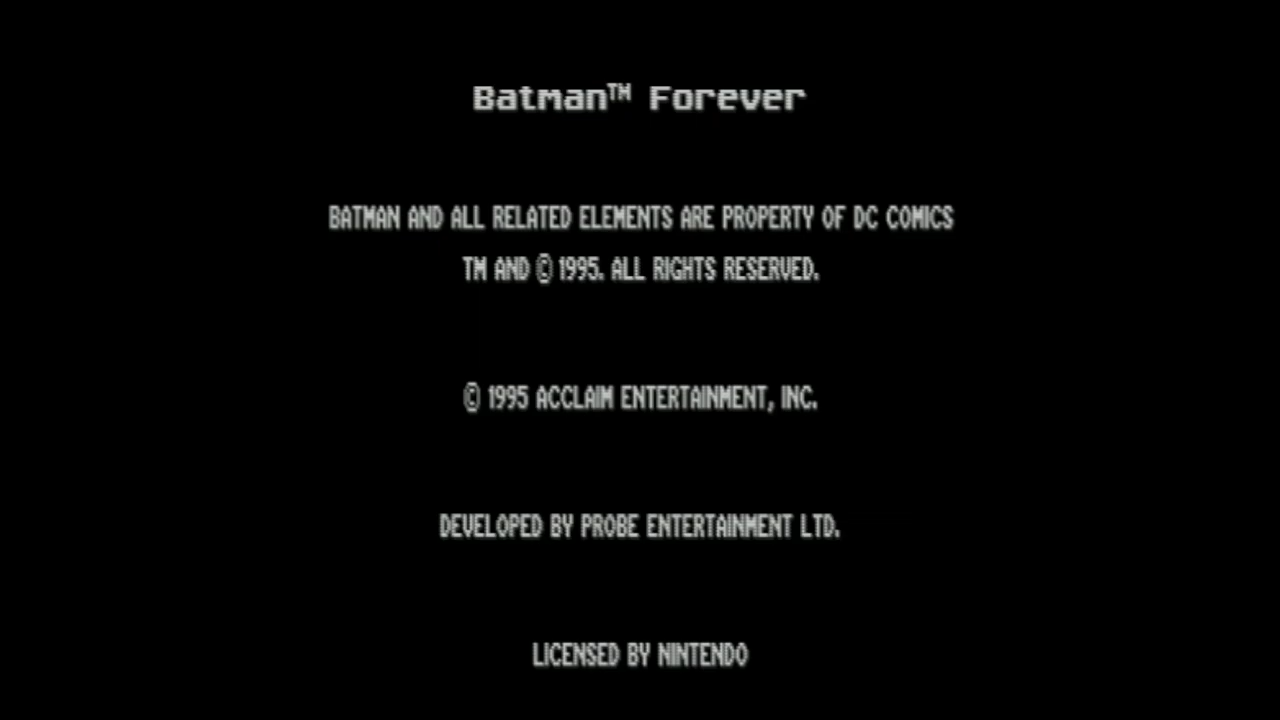 Batman™ Forever
BATMAN AND ALL RELATED ELEMENTS ARE PROPERTY OF DC COMICS
TM AND © 1995. ALL RIGHTS RESERVED.
© 1995 ACCLAIM ENTERTAINMENT, INC.
DEVELOPED BY PROBE ENTERTAINMENT LTD.
LICENSED BY NINTENDO